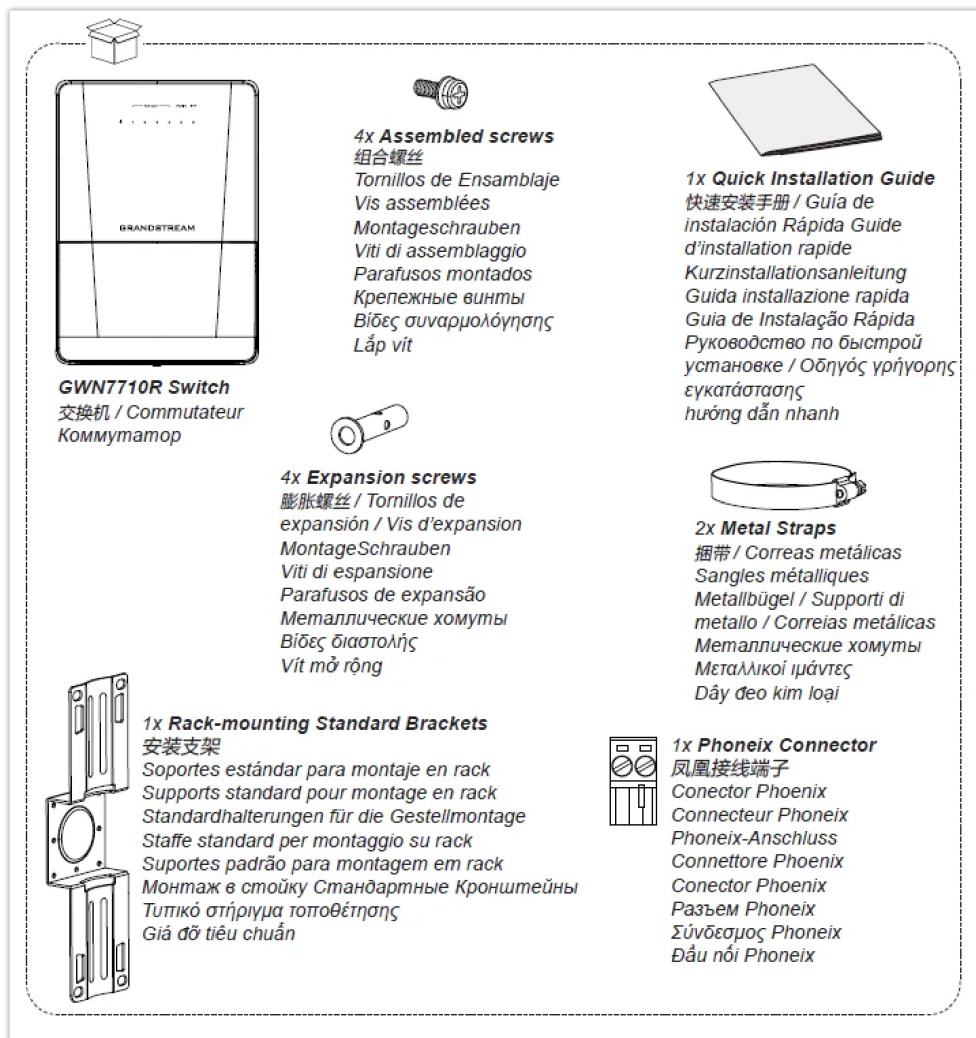 GRANDSTREAM
GWN7710R Switch
交换机 / Commutateur
Коммутатор
4x Assembled screws
组合螺丝
Tornillos de Ensamblaje
Vis assemblées
Montageschrauben
Viti di assemblaggio
Parafusos montados
Крепежные винты
Βίδες συναρμολόγησης
Lắp vít
1x Quick Installation Guide
快速安装手册 / Guía de
instalación Rápida Guide
d’installation rapide
Kurzinstallationsanleitung
Guida installazione rapida
Guia de Instalação Rápida
Руководство по быстрой
установке / Οδηγός γρήγορης
εγκατάστασης
hướng dẫn nhanh
4x Expansion screws
膨胀螺丝 / Tornillos de
expansión / Vis d’expansion
MontageSchrauben
Viti di espansione
Parafusos de expansão
Металлические хомуты
Βίδες διαστολής
Vít mở rộng
2x Metal Straps
捆带 / Correas metálicas
Sangles métalliques
Metallbügel / Supporti di
metallo / Correias metálicas
Металлические хомуты
Μεταλλικοί ιμάντες
Dây đeo kim loại
1x Rack-mounting Standard Brackets
安装支架
Soportes estándar para montaje en rack
Supports standard pour montage en rack
Standardhalterungen für die Gestellmontage
Staffe standard per montaggio su rack
Suportes padrão para montagem em rack
Монтаж в стойку Стандартные Кронштейны
Τυπικό στήριγμα τοποθέτησης
Giá đỡ tiêu chuẩn
1x Phoneix Connector
凤凰接线端子
Conector Phoenix
Connecteur Phoneix
Phoneix-Anschluss
Connettore Phoenix
Conector Phoenix
Разъем Phoneix
Σύνδεσμος Phoneix
Đầu nối Phoneix